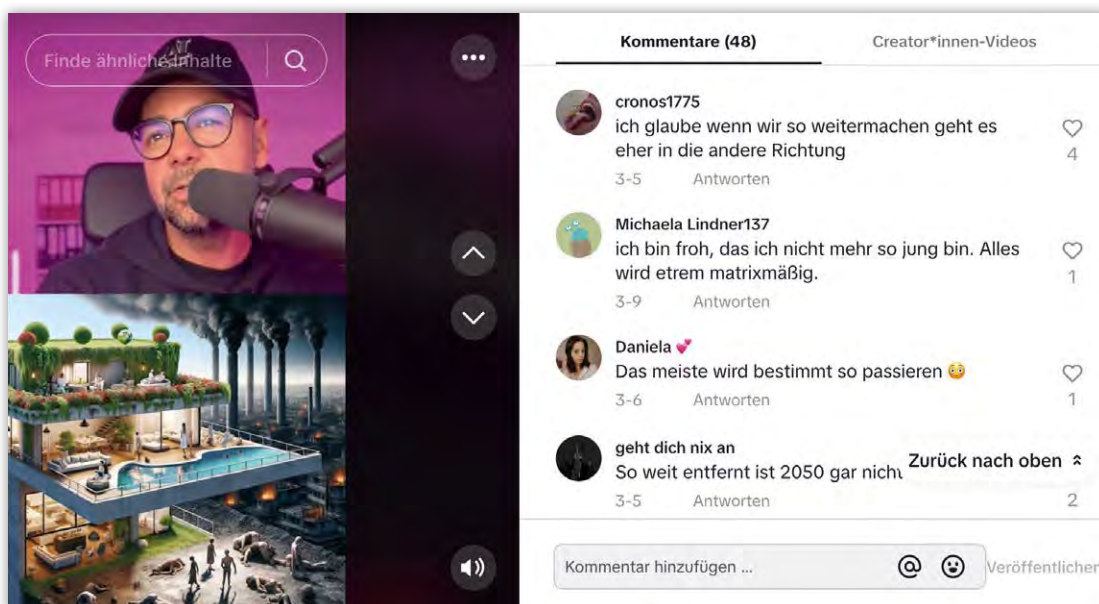 Finde ähnliche Inhalte
Kommentare (48)
Creator*innen-Videos
cronos1775
ich glaube wenn wir so weitermachen geht es
eher in die andere Richtung
4
3-5 Antworten
Michaela Lindner137
ich bin froh, das ich nicht mehr so jung bin. Alles
wird etrem matrixmäßig.
1
3-9 Antworten
Daniela 💕
Das meiste wird bestimmt so passieren 😳
1
3-6 Antworten
geht dich nix an
So weit entfernt ist 2050 gar nicht
Zurück nach oben
3-5 Antworten
2
Kommentar hinzufügen ...
Veröffentlichen